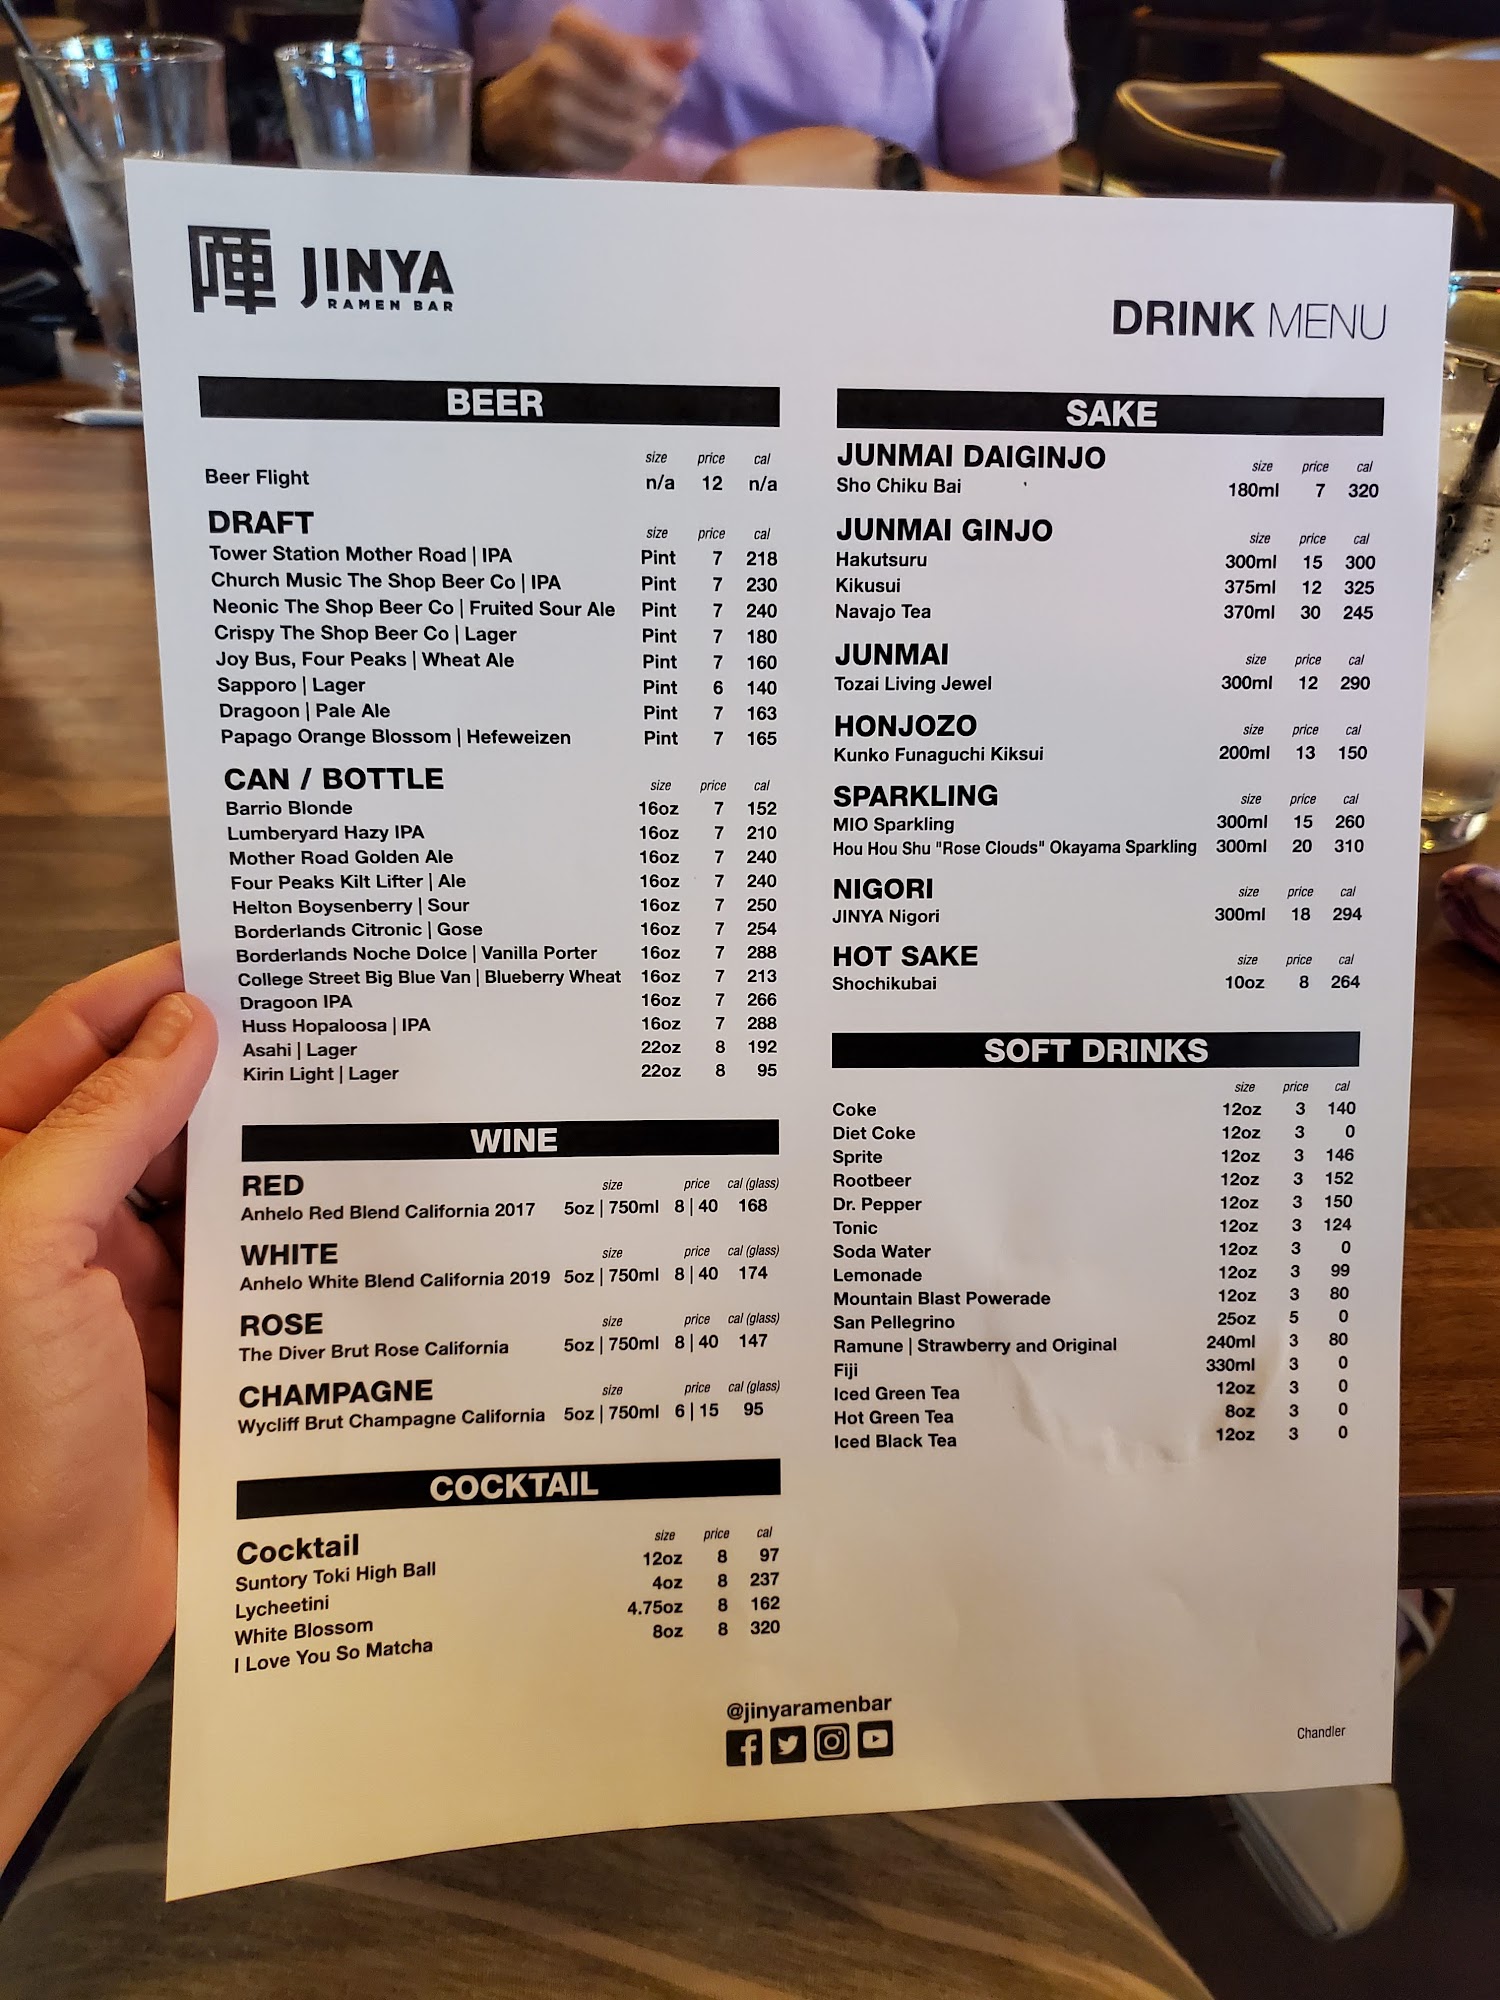 陣 JINYA
RAMEN BAR
DRINK MENU
BEER
size price cal
Beer Flight n/a 12 n/a
DRAFT size price cal
Tower Station Mother Road | IPA Pint 7 218
Church Music The Shop Beer Co | IPA Pint 7 230
Neonic The Shop Beer Co | Fruited Sour Ale Pint 7 240
Crispy The Shop Beer Co | Lager Pint 7 180
Joy Bus, Four Peaks | Wheat Ale Pint 7 160
Sapporo | Lager Pint 6 140
Dragoon | Pale Ale Pint 7 163
Papago Orange Blossom | Hefeweizen Pint 7 165
CAN / BOTTLE size price cal
Barrio Blonde 16oz 7 152
Lumberyard Hazy IPA 16oz 7 210
Mother Road Golden Ale 16oz 7 240
Four Peaks Kilt Lifter | Ale 16oz 7 240
Helton Boysenberry | Sour 16oz 7 250
Borderlands Citronic | Gose 16oz 7 254
Borderlands Noche Dolce | Vanilla Porter 16oz 7 288
College Street Big Blue Van | Blueberry Wheat 16oz 7 213
Dragoon IPA 16oz 7 266
Huss Hopaloosa | IPA 16oz 7 288
Asahi | Lager 22oz 8 192
Kirin Light | Lager 22oz 8 95
WINE
RED size price cal (glass)
Anhelo Red Blend California 2017 5oz | 750ml 8 | 40 168
WHITE size price cal (glass)
Anhelo White Blend California 2019 5oz | 750ml 8 | 40 174
ROSE size price cal (glass)
The Diver Brut Rose California 5oz | 750ml 8 | 40 147
CHAMPAGNE size price cal (glass)
Wycliff Brut Champagne California 5oz | 750ml 6 | 15 95
COCKTAIL
Cocktail size price cal
Suntory Toki High Ball 12oz 8 97
Lycheetini 4oz 8 237
White Blossom 4.75oz 8 162
I Love You So Matcha 8oz 8 320
SAKE
JUNMAI DAIGINJO size price cal
Sho Chiku Bai 180ml 7 320
JUNMAI GINJO size price cal
Hakutsuru 300ml 15 300
Kikusui 375ml 12 325
Navajo Tea 370ml 30 245
JUNMAI size price cal
Tozai Living Jewel 300ml 12 290
HONJOZO size price cal
Kunko Funaguchi Kiksui 200ml 13 150
SPARKLING size price cal
MIO Sparkling 300ml 15 260
Hou Hou Shu "Rose Clouds" Okayama Sparkling 300ml 20 310
NIGORI size price cal
JINYA Nigori 300ml 18 294
HOT SAKE size price cal
Shochikubai 10oz 8 264
SOFT DRINKS
size price cal
Coke 12oz 3 140
Diet Coke 12oz 3 0
Sprite 12oz 3 146
Rootbeer 12oz 3 152
Dr. Pepper 12oz 3 150
Tonic 12oz 3 124
Soda Water 12oz 3 0
Lemonade 12oz 3 99
Mountain Blast Powerade 12oz 3 80
San Pellegrino 25oz 5 0
Ramune | Strawberry and Original 240ml 3 80
Fiji 330ml 3 0
Iced Green Tea 12oz 3 0
Hot Green Tea 8oz 3 0
Iced Black Tea 12oz 3 0
@jinyaramenbar
Chandler